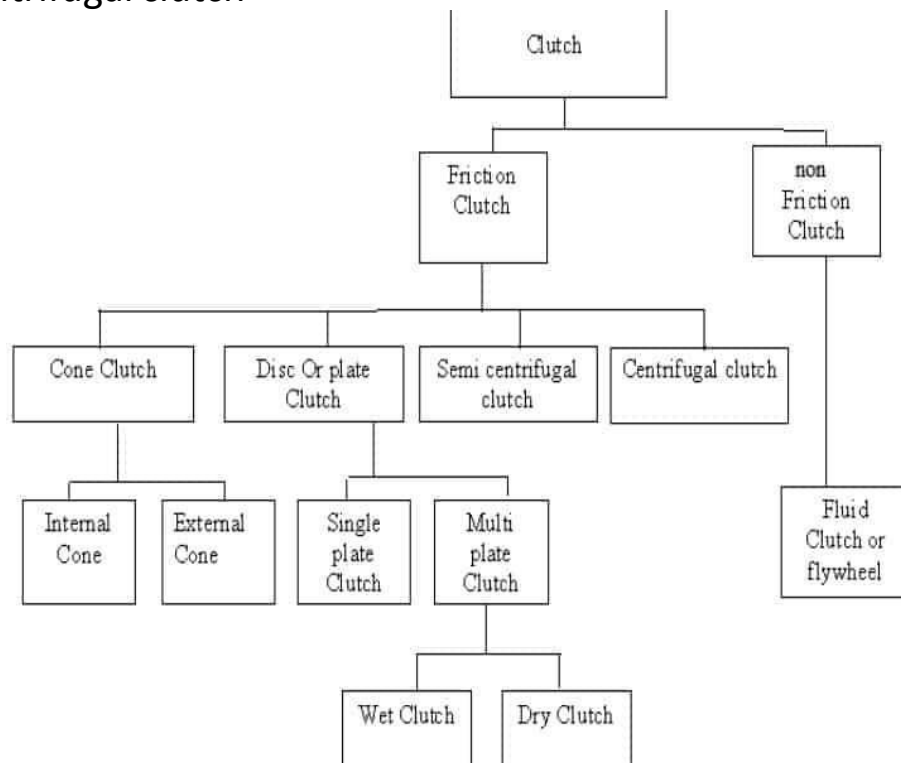 Clutch
Friction
Clutch
non
Friction
Clutch
Cone Clutch
Disc Or plate
Clutch
Semi centrifugal
clutch
Centrifugal clutch
Internal
Cone
External
Cone
Single
plate
Clutch
Multi
plate
Clutch
Fluid
Clutch or
flywheel
Wet Clutch
Dry Clutch